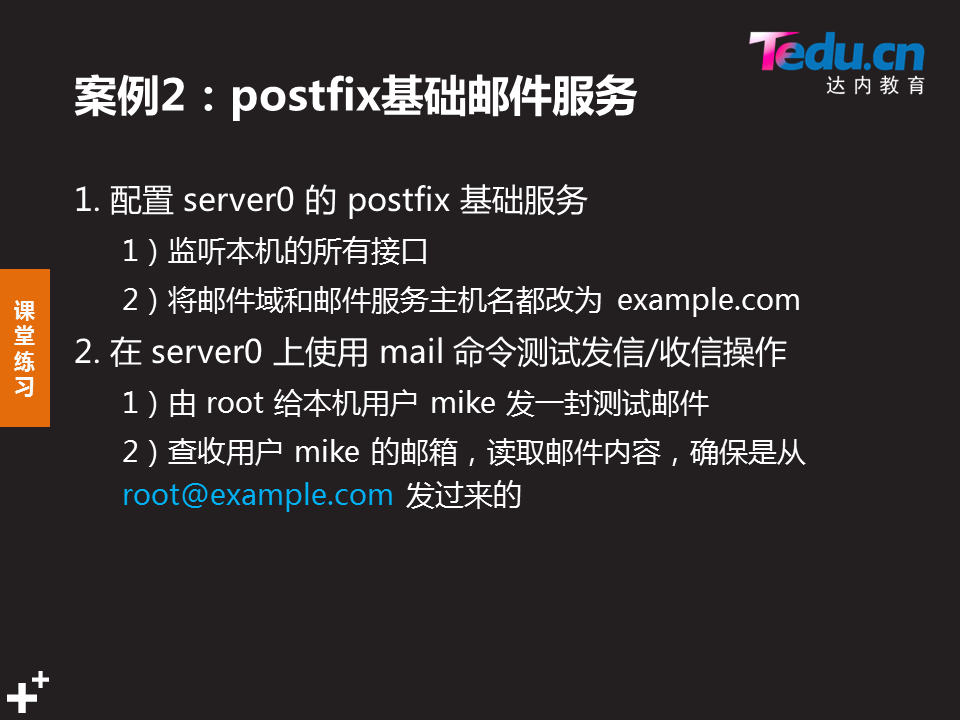 Tedu.cn
达内教育
案例2：postfix基础邮件服务
1. 配置 server0 的 postfix 基础服务
1）监听本机的所有接口
2）将邮件域和邮件服务主机名都改为 example.com
课堂练习
2. 在 server0 上使用 mail 命令测试发信/收信操作
1）由 root 给本机用户 mike 发一封测试邮件
2）查收用户 mike 的邮箱，读取邮件内容，确保是从
root@example.com 发过来的